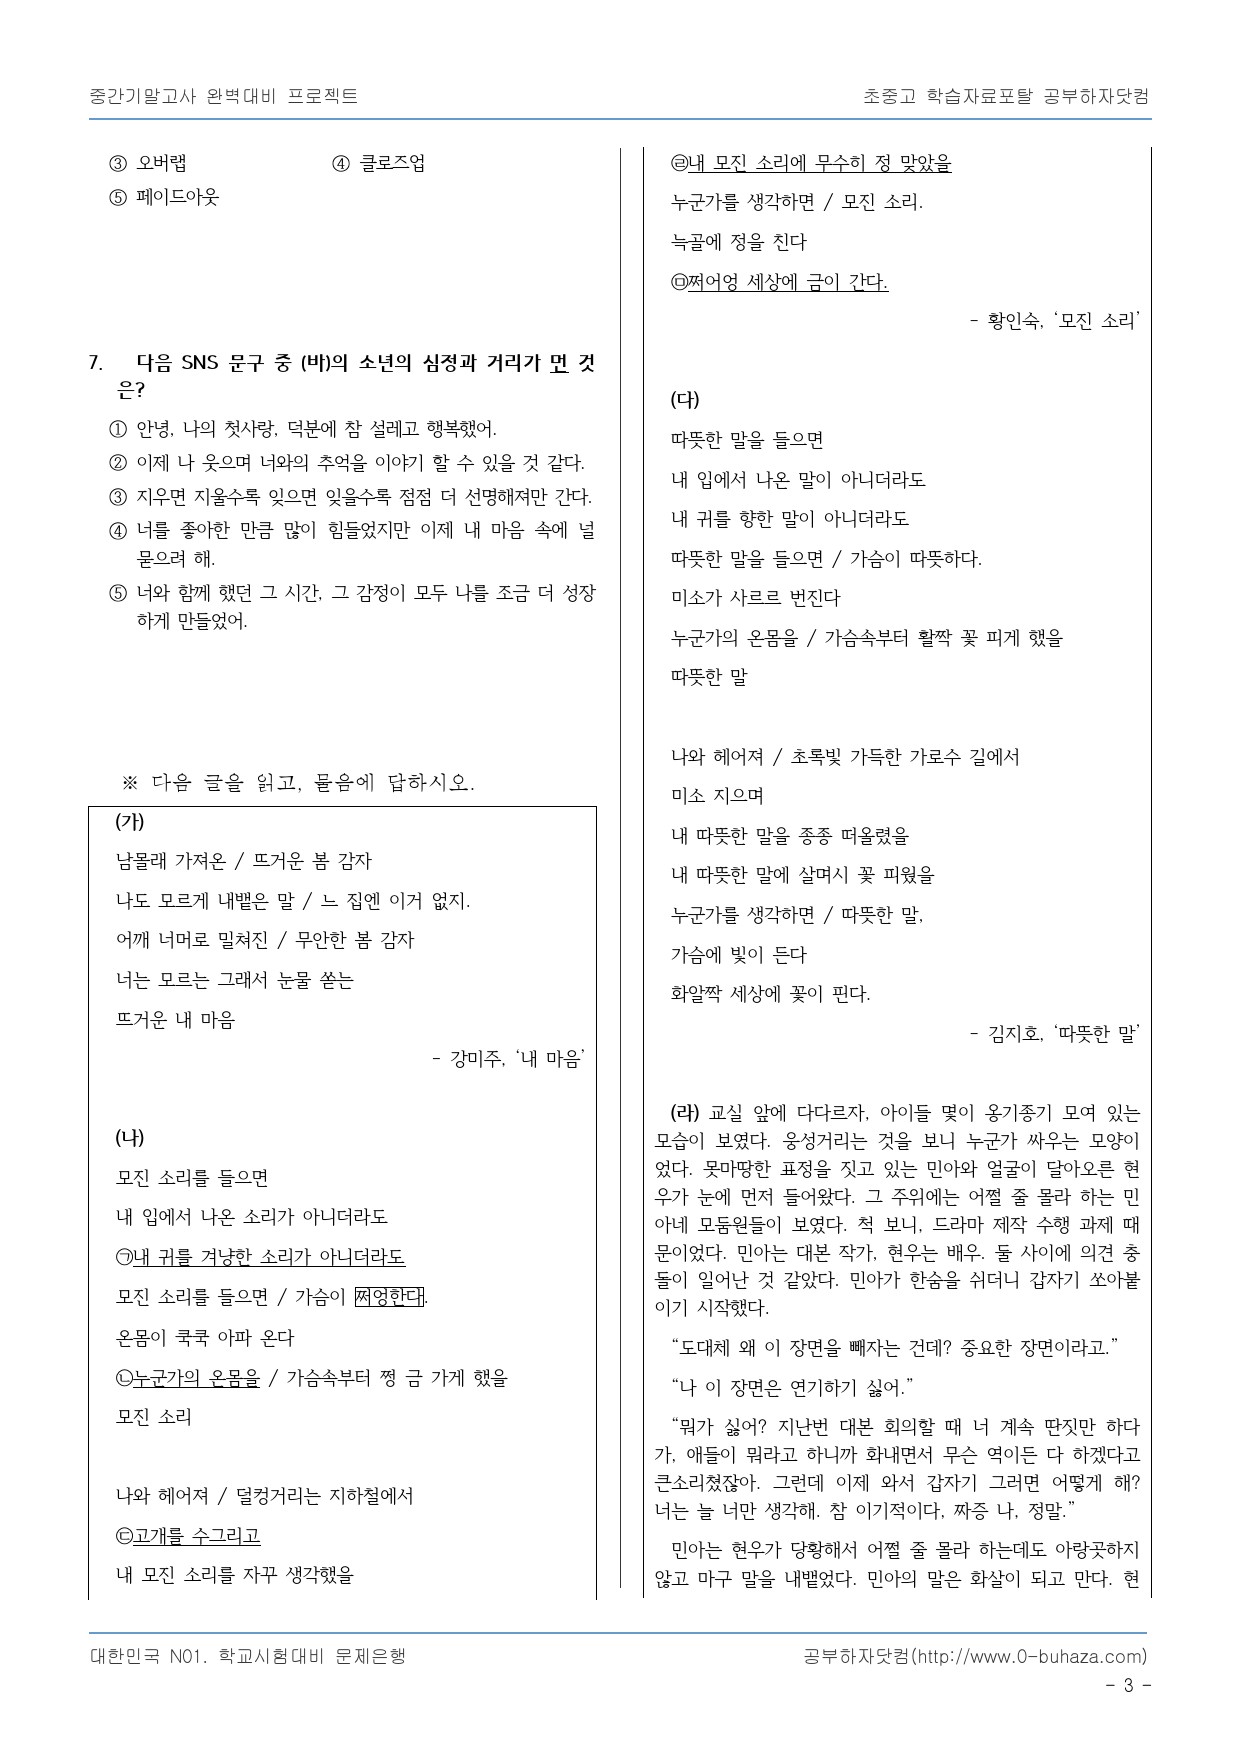 중간기말고사 완벽대비 프로젝트
초중고 학습자료포탈 공부하자닷컴
③ 오버랩
④ 클로즈업
⑤ 페이드아웃
7. 다음 SNS 문구 중 (바)의 소년의 심정과 거리가 먼 것
은?
① 안녕, 나의 첫사랑, 덕분에 참 설레고 행복했어.
② 이제 나 웃으며 너와의 추억을 이야기 할 수 있을 것 같다.
③ 지우면 지울수록 잊으면 잊을수록 점점 더 선명해져만 간다.
④ 너를 좋아한 만큼 많이 힘들었지만 이제 내 마음 속에 널
묻으려 해.
⑤ 너와 함께 했던 그 시간, 그 감정이 모두 나를 조금 더 성장
하게 만들었어.
※ 다음 글을 읽고, 물음에 답하시오.
(가)
남몰래 가져온 / 뜨거운 봄 감자
나도 모르게 내뱉은 말 / 느 집엔 이거 없지.
어깨 너머로 밀쳐진 / 무안한 봄 감자
너는 모르는 그래서 눈물 쏟는
뜨거운 내 마음
- 강미주, ‘내 마음’
(나)
모진 소리를 들으면
내 입에서 나온 소리가 아니더라도
㉠내 귀를 겨냥한 소리가 아니더라도
모진 소리를 들으면 / 가슴이 쩌엉한다.
온몸이 쿡쿡 아파 온다
㉡누군가의 온몸을 / 가슴속부터 쩡 금 가게 했을
모진 소리
나와 헤어져 / 덜컹거리는 지하철에서
㉢고개를 수그리고
내 모진 소리를 자꾸 생각했을
㉣내 모진 소리에 무수히 정 맞았을
누군가를 생각하면 / 모진 소리.
늑골에 정을 친다
㉤쩌어엉 세상에 금이 간다.
- 황인숙, ‘모진 소리’
(다)
따뜻한 말을 들으면
내 입에서 나온 말이 아니더라도
내 귀를 향한 말이 아니더라도
따뜻한 말을 들으면 / 가슴이 따뜻하다.
미소가 사르르 번진다
누군가의 온몸을 / 가슴속부터 활짝 꽃 피게 했을
따뜻한 말
나와 헤어져 / 초록빛 가득한 가로수 길에서
미소 지으며
내 따뜻한 말을 종종 떠올렸을
내 따뜻한 말에 살며시 꽃 피웠을
누군가를 생각하면 / 따뜻한 말,
가슴에 빛이 든다
화알짝 세상에 꽃이 핀다.
- 김지호, ‘따뜻한 말’
(라) 교실 앞에 다다르자, 아이들 몇이 옹기종기 모여 있는
모습이 보였다. 웅성거리는 것을 보니 누군가 싸우는 모양이
었다. 못마땅한 표정을 짓고 있는 민아와 얼굴이 달아오른 현
우가 눈에 먼저 들어왔다. 그 주위에는 어쩔 줄 몰라 하는 민
아네 모둠원들이 보였다. 척 보니, 드라마 제작 수행 과제 때
문이었다. 민아는 대본 작가, 현우는 배우. 둘 사이에 의견 충
돌이 일어난 것 같았다. 민아가 한숨을 쉬더니 갑자기 쏘아붙
이기 시작했다.
“도대체 왜 이 장면을 빼자는 건데? 중요한 장면이라고.”
“나 이 장면은 연기하기 싫어.”
“뭐가 싫어? 지난번 대본 회의할 때 너 계속 딴짓만 하다
가, 애들이 뭐라고 하니까 화내면서 무슨 역이든 다 하겠다고
큰소리쳤잖아. 그런데 이제 와서 갑자기 그러면 어떻게 해?
너는 늘 너만 생각해. 참 이기적이다, 짜증 나, 정말.”
민아는 현우가 당황해서 어쩔 줄 몰라 하는데도 아랑곳하지
않고 마구 말을 내뱉었다. 민아의 말은 화살이 되고 만다. 현
대한민국 N01. 학교시험대비 문제은행
공부하자닷컴(http://www.0-buhaza.com)
- 3 -